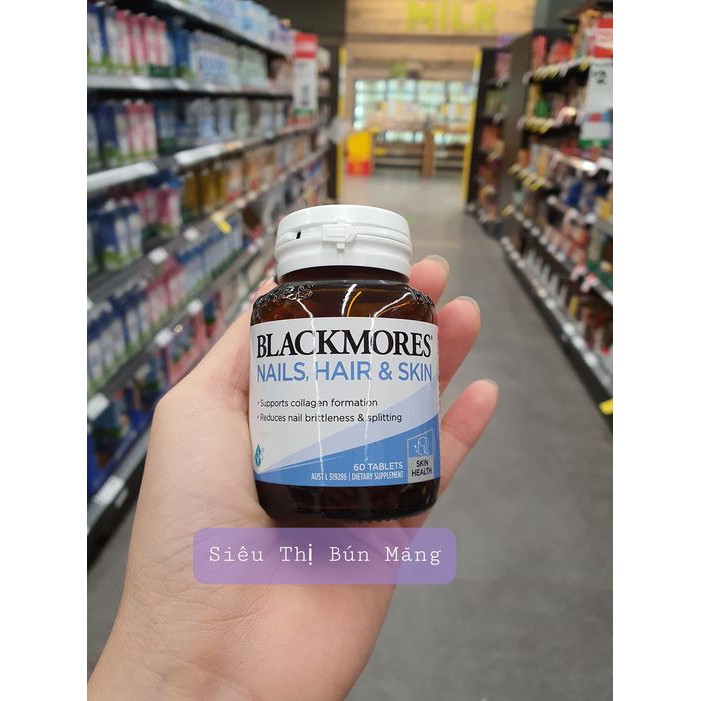 MILK
BLACKMORES®
NAILS, HAIR & SKIN
• Supports collagen formation
• Reduces nail brittleness & splitting
60 TABLETS
AUST L 319286 | DIETARY SUPPLEMENT
SKIN
HEALTH
Siêu Thị Bún Măng